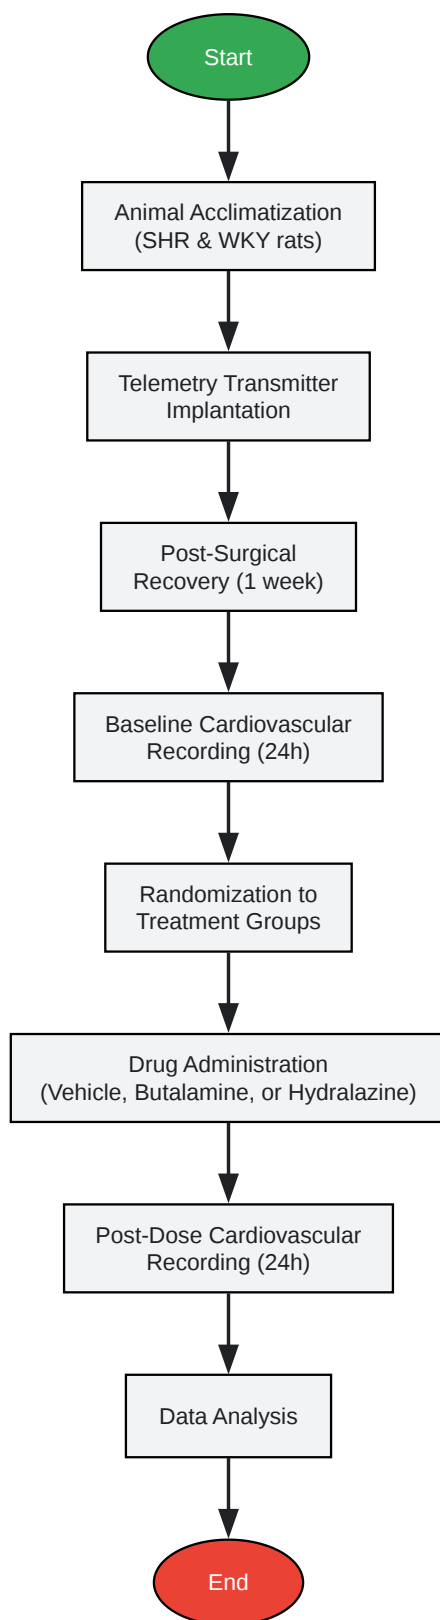 Start
Animal Acclimatization
(SHR & WKY rats)
Telemetry Transmitter
Implantation
Post-Surgical
Recovery (1 week)
Baseline Cardiovascular
Recording (24h)
Randomization to
Treatment Groups
Drug Administration
(Vehicle, Butalamine, or Hydralazine)
Post-Dose Cardiovascular
Recording (24h)
Data Analysis
End